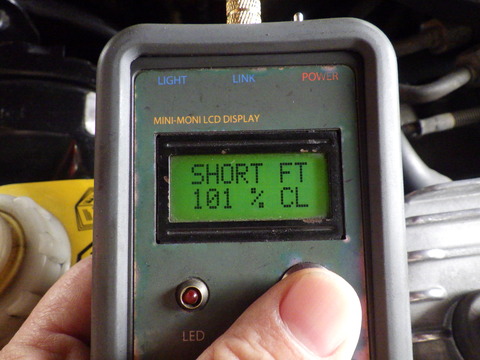 LIGHT LINK POWER
MINI-MONI LCD DISPLAY
SHORT FT
101 % CL
LED